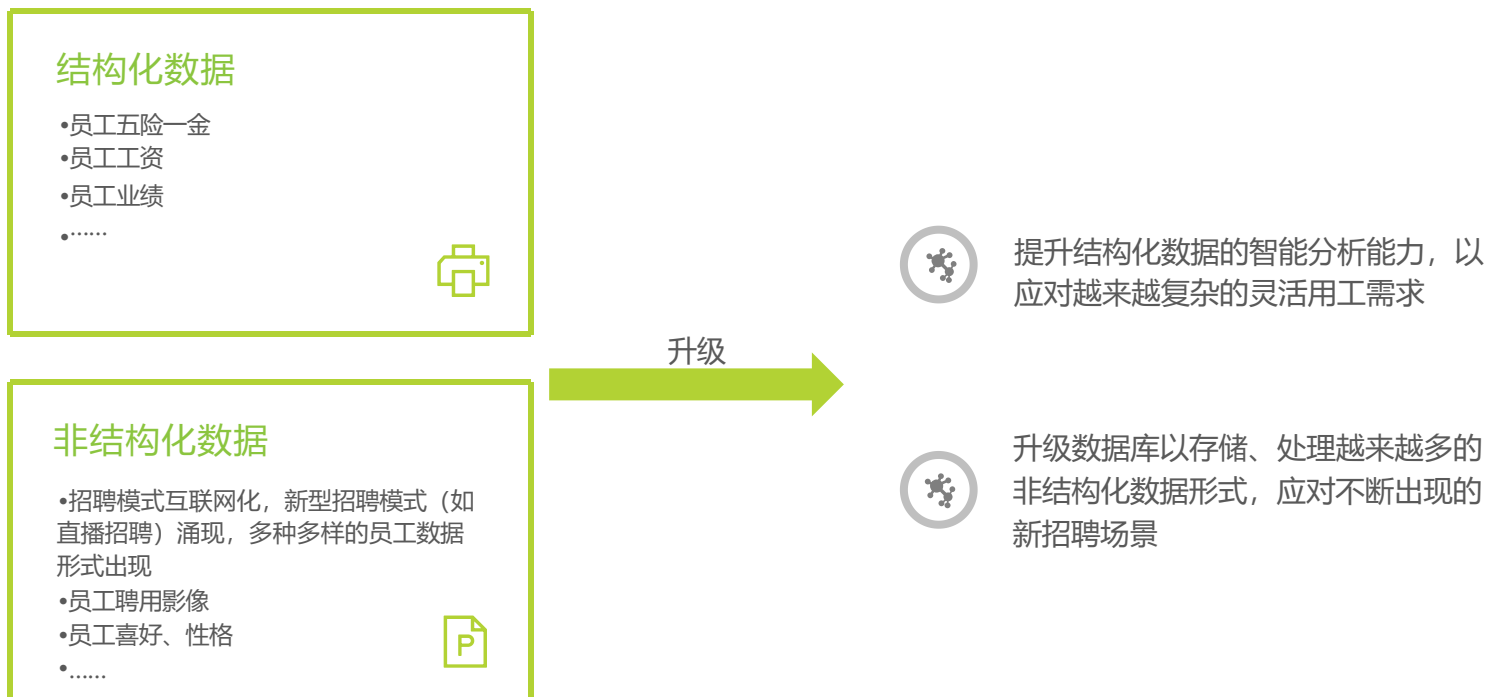 结构化数据
•员工五险一金
•员工工资
•员工业绩
•……
非结构化数据
•招聘模式互联网化，新型招聘模式（如
直播招聘）涌现，多种多样的员工数据
形式出现
•员工聘用影像
•员工喜好、性格
•……
P
升级
提升结构化数据的智能分析能力，以
应对越来越复杂的灵活用工需求
升级数据库以存储、处理越来越多的
非结构化数据形式，应对不断出现的
新招聘场景